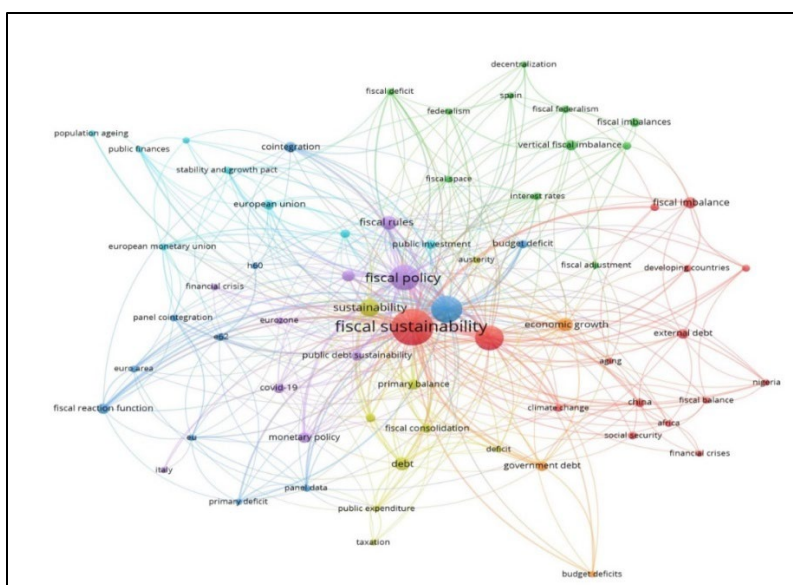 decentralization
fiscal deficit
spain
federalism
fiscal federalism
fiscal imbalances
population ageing
public finances
cointegration
vertical fiscal imbalance
stability and growth pact
fiscal space
european union
interest rates
fiscal imbalance
fiscal rules
european monetary union
public investment
budget deficit
austerity
h60
fiscal adjustment
developing countries
financial crisis
fiscal policy
panel cointegration
sustainability
eurozone
fiscal sustainability
economic growth
e62
external debt
public debt sustainability
euro area
aging
covid-19
primary balance
nigeria
fiscal reaction function
climate change
china
fiscal balance
africa
fiscal consolidation
eu
monetary policy
social security
deficit
financial crises
italy
debt
government debt
panel data
primary deficit
public expenditure
taxation
budget deficits